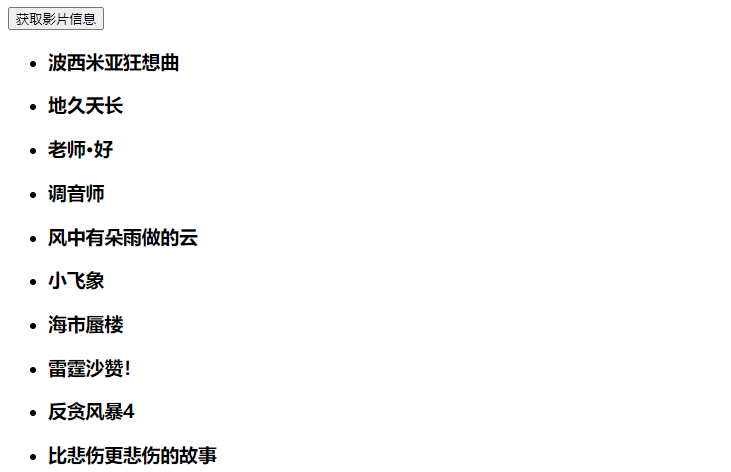 获取影片信息
波西米亚狂想曲
地久天长
老师•好
调音师
风中有朵雨做的云
小飞象
海市蜃楼
雷霆沙赞！
反贪风暴4
比悲伤更悲伤的故事